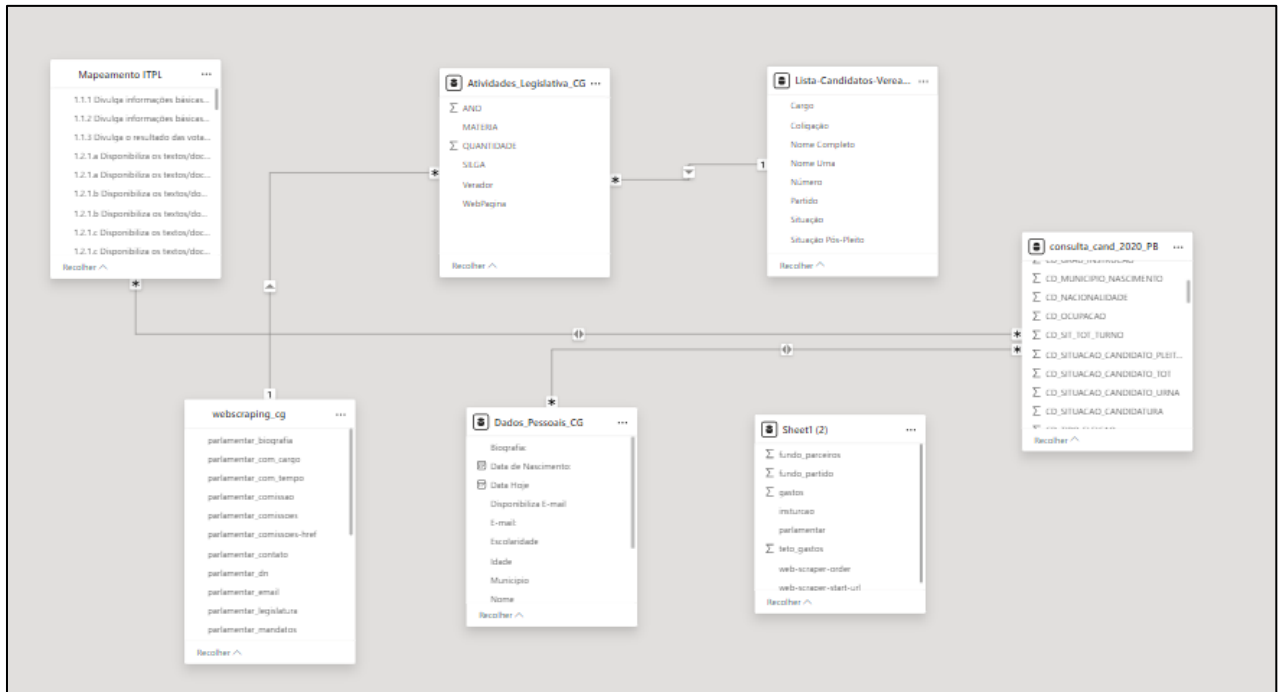 Mapeamento ITPL
1.1.1 Divulga informações básicas...
1.1.2 Divulga informações básicas...
1.1.3 Divulga o resultado das vota...
1.2.1.a Disponibiliza os textos/doc...
1.2.1.a Disponibiliza os textos/doc...
1.2.1.b Disponibiliza os textos/do...
1.2.1.b Disponibiliza os textos/do...
1.2.1.c Disponibiliza os textos/doc...
1.2.1.c Disponibiliza os textos/doc...
Recolher
Atividades_Legislativa_CG
ANO
MATERIA
QUANTIDADE
Verador
WebPagina
Recolher
Lista-Candidatos-Verea...
Cargo
Coligação
Nome Completo
Nome Urna
Número
Partido
Situação
Situação Pós-Pleito
Recolher
consulta_cand_2020_PB
CD_GRAU_INSTRUCAO
CD_MUNICIPIO_NASCIMENTO
CD_NACIONALIDADE
CD_OCUPACAO
CD_SIT_TOT_TURNO
CD_SITUACAO_CANDIDATO_PLEIT...
CD_SITUACAO_CANDIDATO_TOT
CD_SITUACAO_CANDIDATO_URNA
CD_SITUACAO_CANDIDATURA
Recolher
*
*
1
*
*
*
*
1
webscraping_cg
parlamentar_biografia
parlamentar_com_cargo
parlamentar_com_tempo
parlamentar_comissao
parlamentar_comissoes
parlamentar_comissoes-href
parlamentar_contato
parlamentar_dn
parlamentar_email
parlamentar_legislatura
parlamentar_mandatos
Recolher
Dados_Pessoais_CG
Biografia:
Data de Nascimento:
Data Hoje
Disponibiliza E-mail
E-mail:
Escolaridade
Idade
Município
Nome
Recolher
Sheet1 (2)
fundo_parceiros
fundo_partido
gastos
insturcao
parlamentar
teto_gastos
web-scraper-order
web-scraper-start-url
Recolher